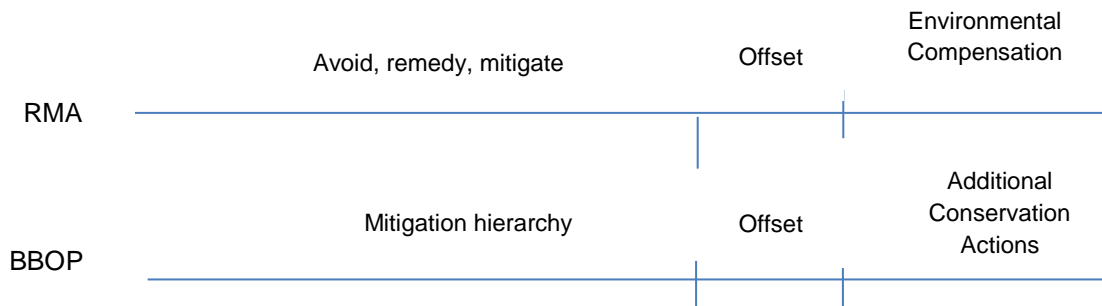 Environmental
Compensation
Avoid, remedy, mitigate
Offset
RMA
Additional
Conservation
Actions
Mitigation hierarchy
Offset
BBOP